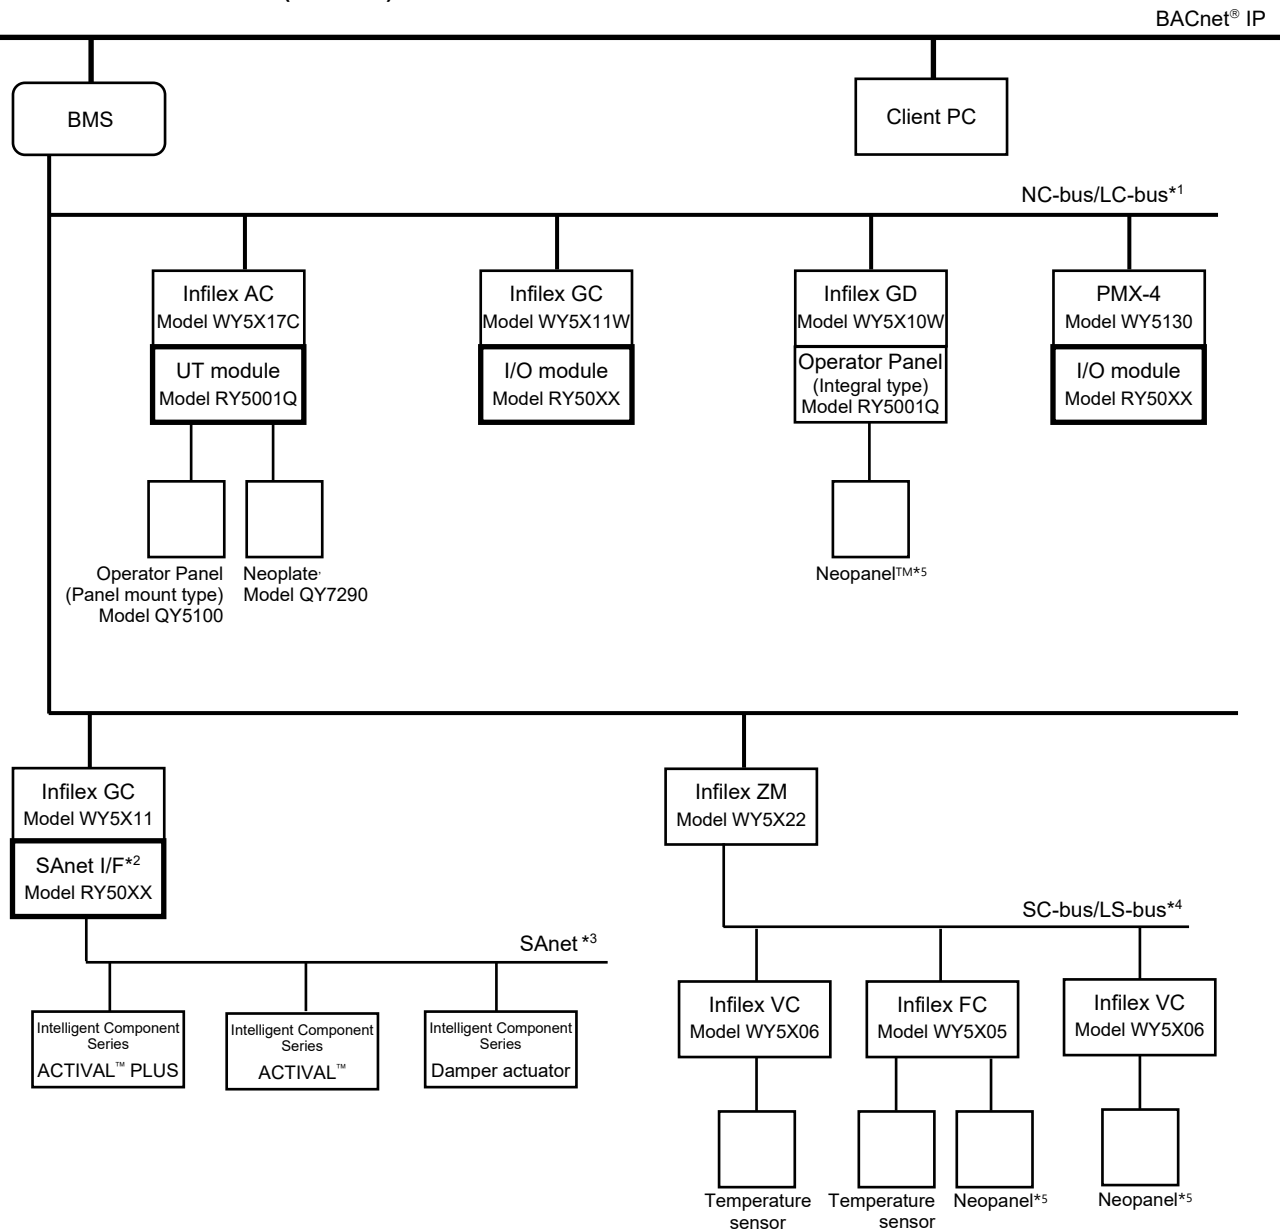 BACnet® IP
BMS
Client PC
NC-bus/LC-bus*1
Infilex AC
Model WY5X17C
UT module
Model RY5001Q
Infilex GC
Model WY5X11W
I/O module
Model RY50XX
Infilex GD
Model WY5X10W
Operator Panel
(Integral type)
Model RY5001Q
PMX-4
Model WY5130
I/O module
Model RY50XX
Operator Panel
(Panel mount type)
Model QY5100
Neoplate
Model QY7290
Neopanel™*5
Infilex GC
Model WY5X11
SAnet I/F*2
Model RY50XX
Infilex ZM
Model WY5X22
SAnet *3
SC-bus/LS-bus*4
Intelligent Component
Series
ACTIVAL™ PLUS
Intelligent Component
Series
ACTIVAL™
Intelligent Component
Series
Damper actuator
Infilex VC
Model WY5X06
Infilex FC
Model WY5X05
Infilex VC
Model WY5X06
Temperature
sensor
Temperature
sensor
Neopanel*5
Neopanel*5